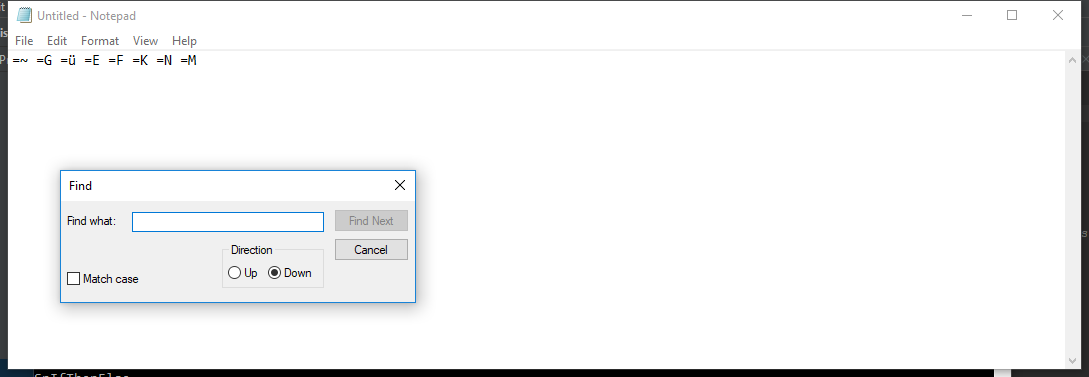 Untitled - Notepad
File Edit Format View Help
=~ =G =ü =E =F =K =N =M
Find
Find what:
Find Next
Direction
Cancel
Up Down
Match case